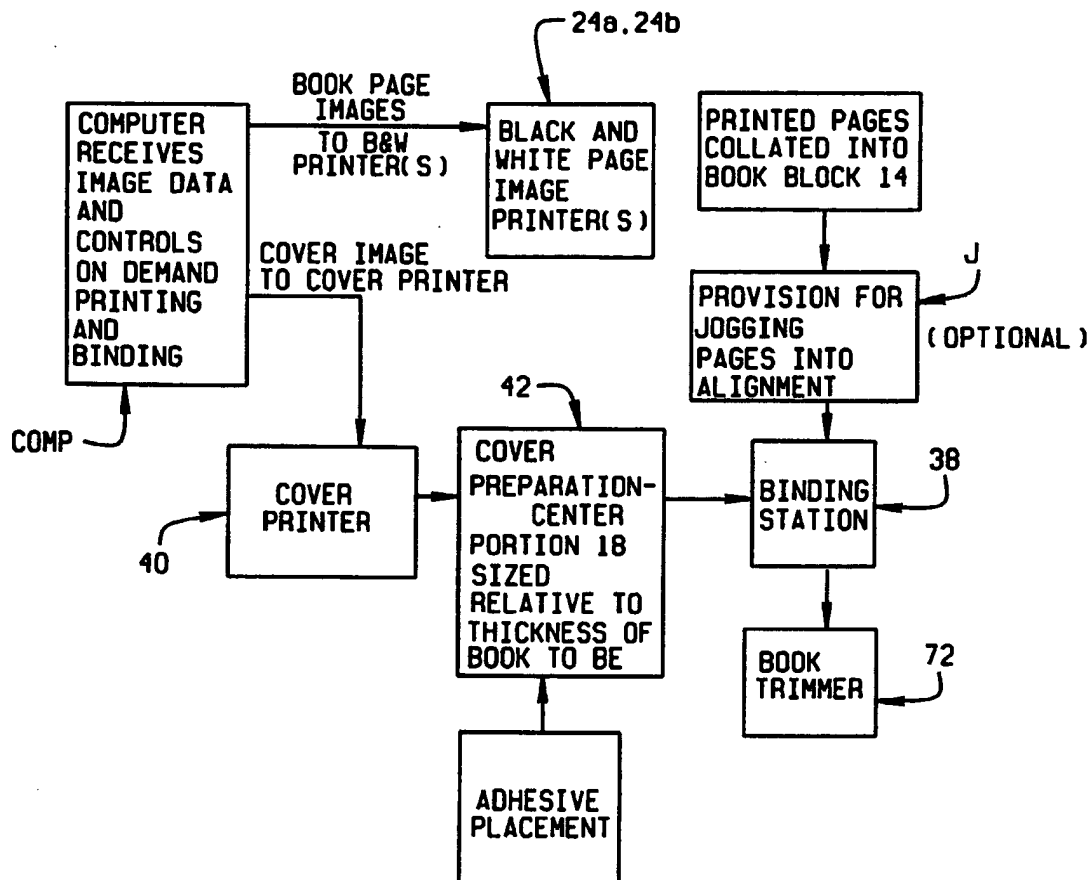 24a, 24b
BOOK PAGE
IMAGES
TO B&W
PRINTER(S)
COMPUTER
RECEIVES
IMAGE DATA
AND
CONTROLS
ON DEMAND
PRINTING
AND
BINDING
BLACK AND
WHITE PAGE
IMAGE
PRINTER(S)
PRINTED PAGES
COLLATED INTO
BOOK BLOCK 14
COVER IMAGE
TO COVER PRINTER
J
PROVISION FOR
JOGGING
PAGES INTO
ALIGNMENT
(OPTIONAL)
COMP
42
COVER
PRINTER
40
COVER
PREPARATION-
CENTER
PORTION 18
SIZED
RELATIVE TO
THICKNESS OF
BOOK TO BE
BINDING
STATION
38
BOOK
TRIMMER
72
ADHESIVE
PLACEMENT